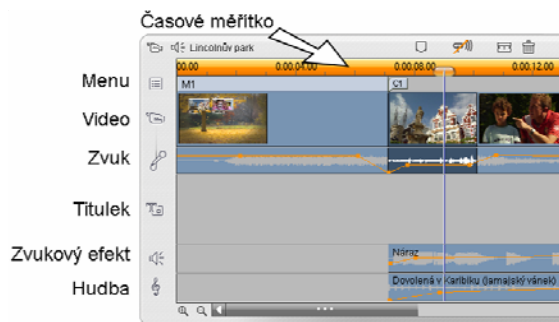 Časové měřítko
Lincolnův park
00.00 0.00:04.00 0.00:08.00 0.00:12.00
Menu
M1 C1
Video
Zvuk
Titulek
Zvukový efekt
Náraz
Hudba
Dovolená v Karibiku (jamajský vánek)